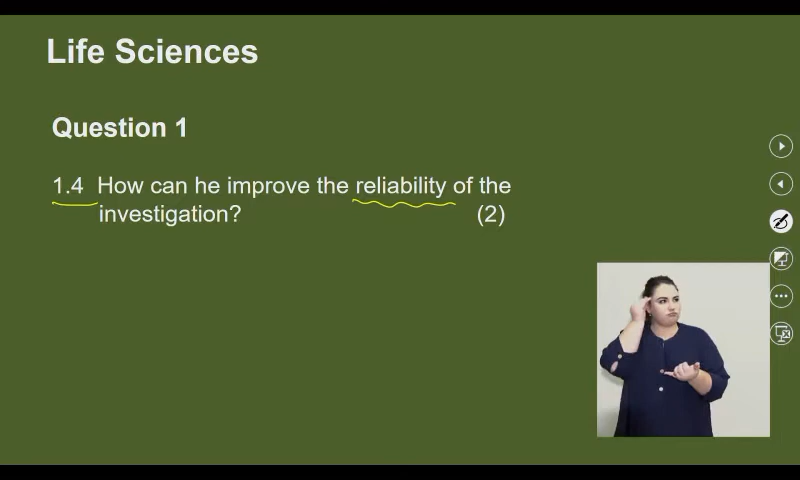 Life Sciences
Question 1
1.4 How can he improve the reliability of the
investigation? (2)